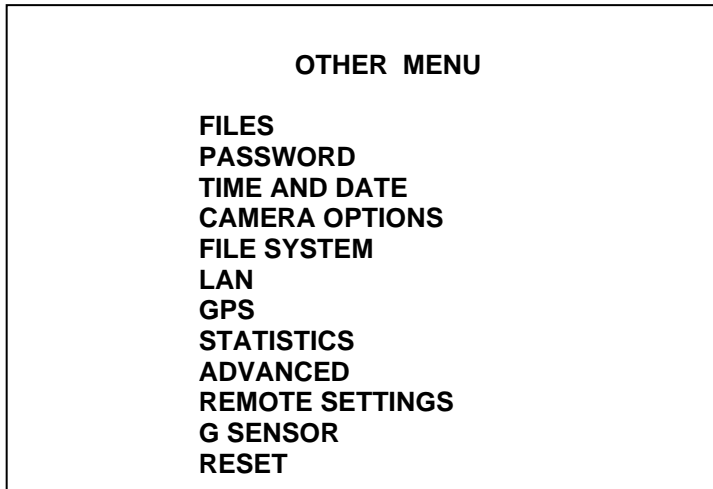 OTHER MENU
FILES
PASSWORD
TIME AND DATE
CAMERA OPTIONS
FILE SYSTEM
LAN
GPS
STATISTICS
ADVANCED
REMOTE SETTINGS
G SENSOR
RESET